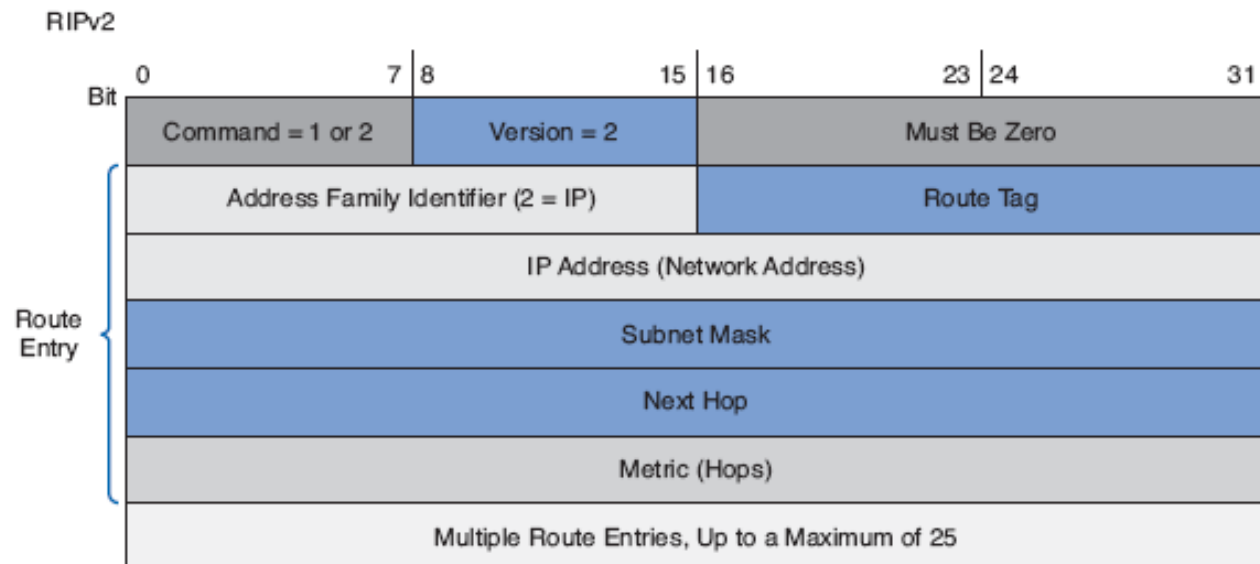 RIPv2
0 7 8 15 16 23 24 31
Bit
Command = 1 or 2 Version = 2 Must Be Zero
Address Family Identifier (2 = IP) Route Tag
IP Address (Network Address)
Route
Entry
Subnet Mask
Next Hop
Metric (Hops)
Multiple Route Entries, Up to a Maximum of 25